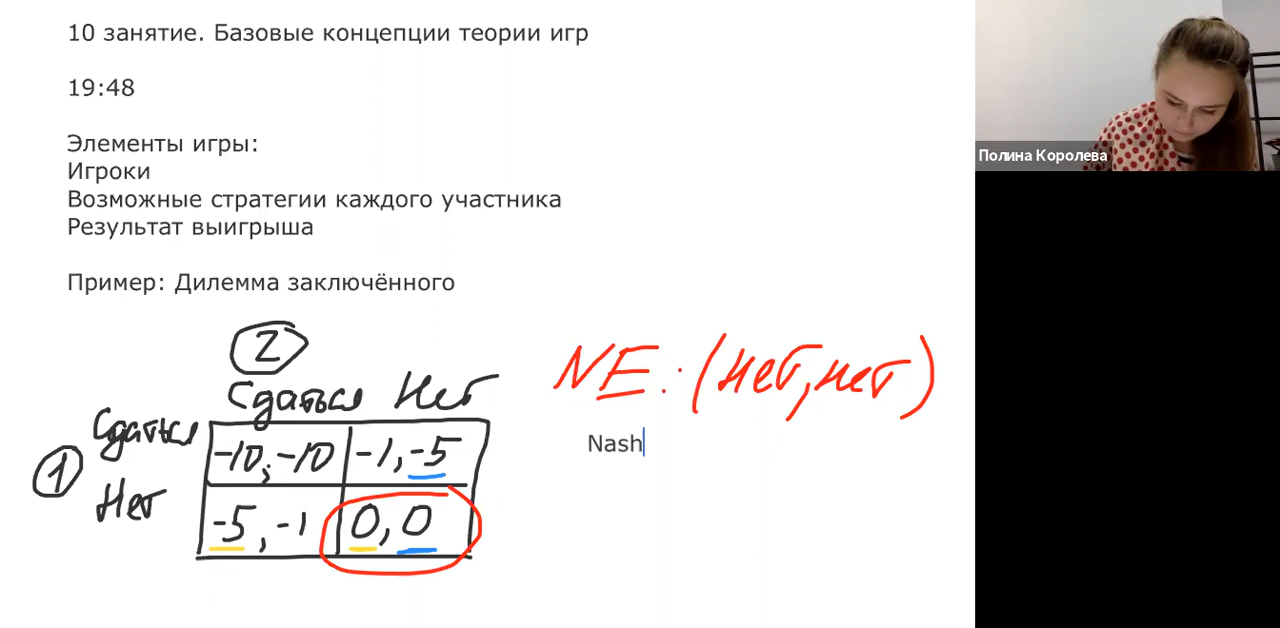 10 занятие. Базовые концепции теории игр
19:48
Элементы игры:
Игроки
Возможные стратегии каждого участника
Результат выигрыша
Пример: Дилемма заключённого
2
Сдаться Нет
NE: (нет, нет)
Сдаться -10, -10 -1, -5
1
Нет -5, -1 0, 0
Nash
Полина Королева